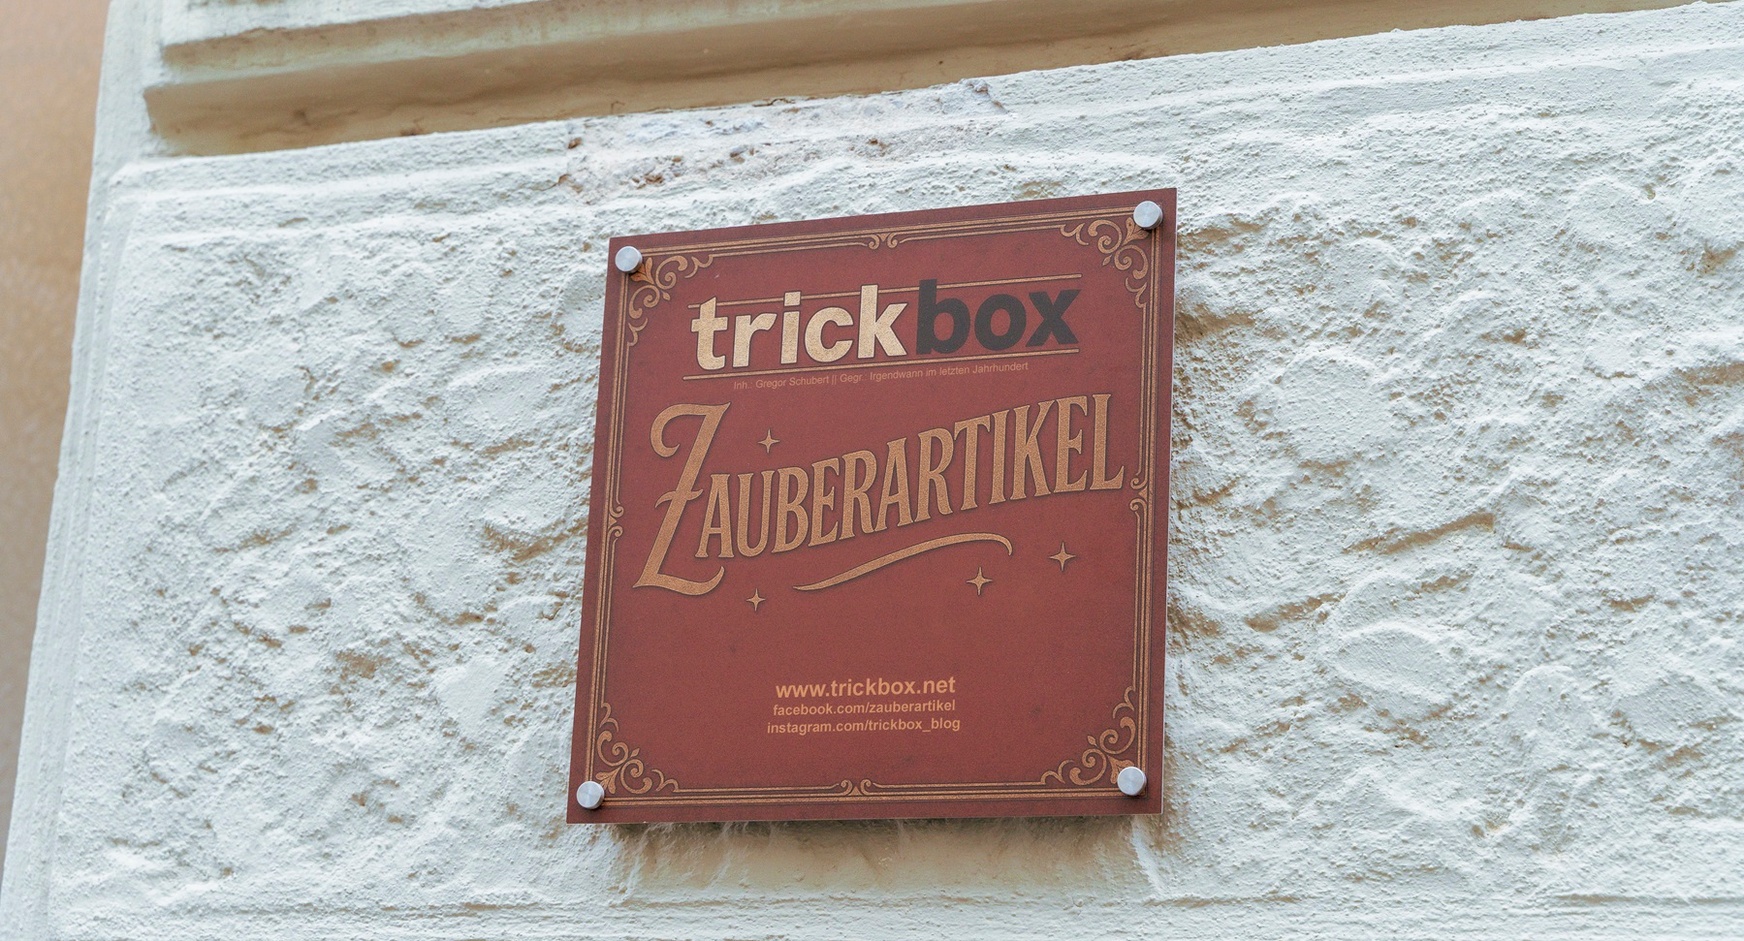 trickbox
Inh.: Gregor Schubert || Gegr.: Irgendwann im letzten Jahrhundert
ZAUBERARTIKEL
www.trickbox.net
facebook.com/zauberartikel
instagram.com/trickbox_blog